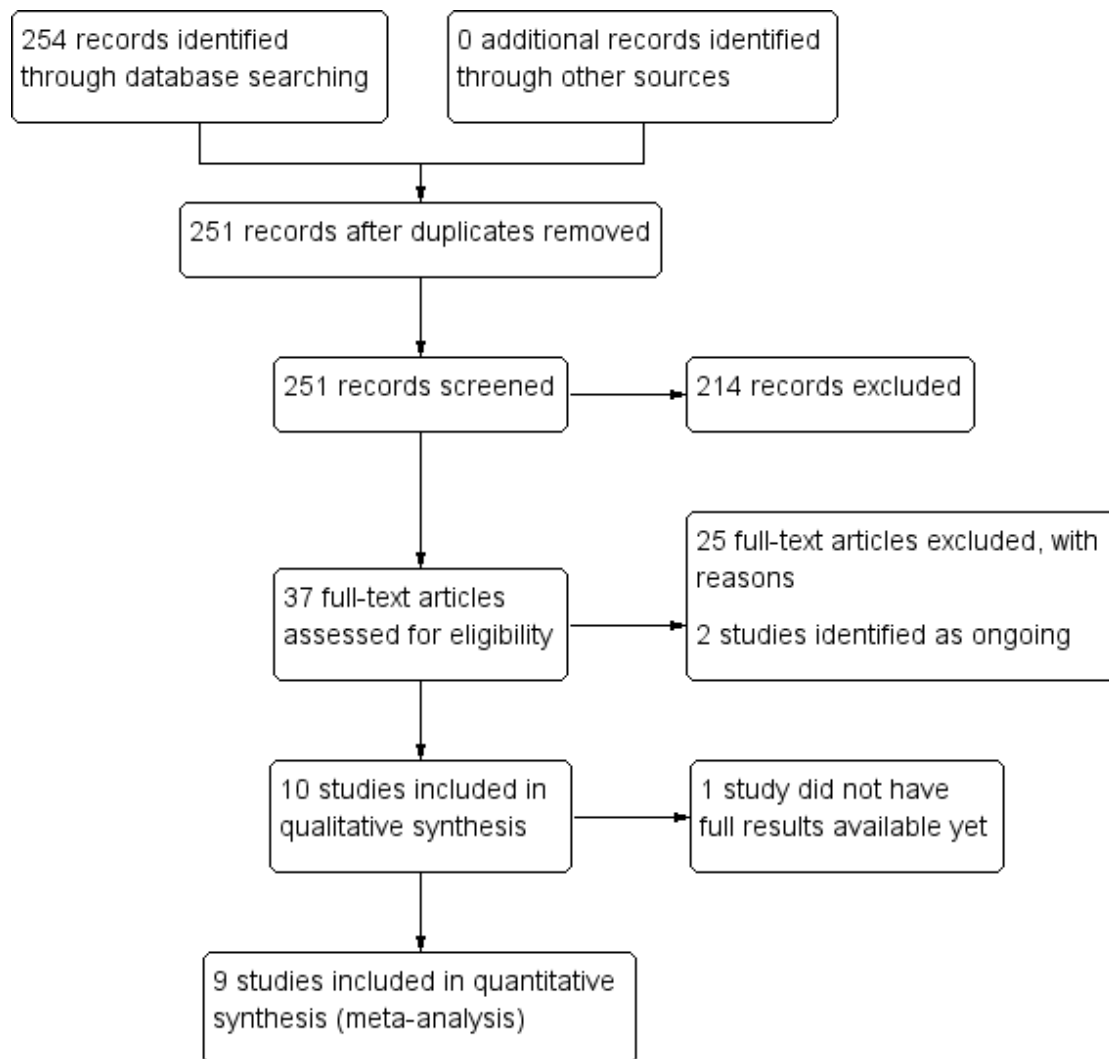 254 records identified
through database searching
0 additional records identified
through other sources
251 records after duplicates removed
251 records screened
214 records excluded
37 full-text articles
assessed for eligibility
25 full-text articles excluded, with
reasons
2 studies identified as ongoing
10 studies included in
qualitative synthesis
1 study did not have
full results available yet
9 studies included in quantitative
synthesis (meta-analysis)